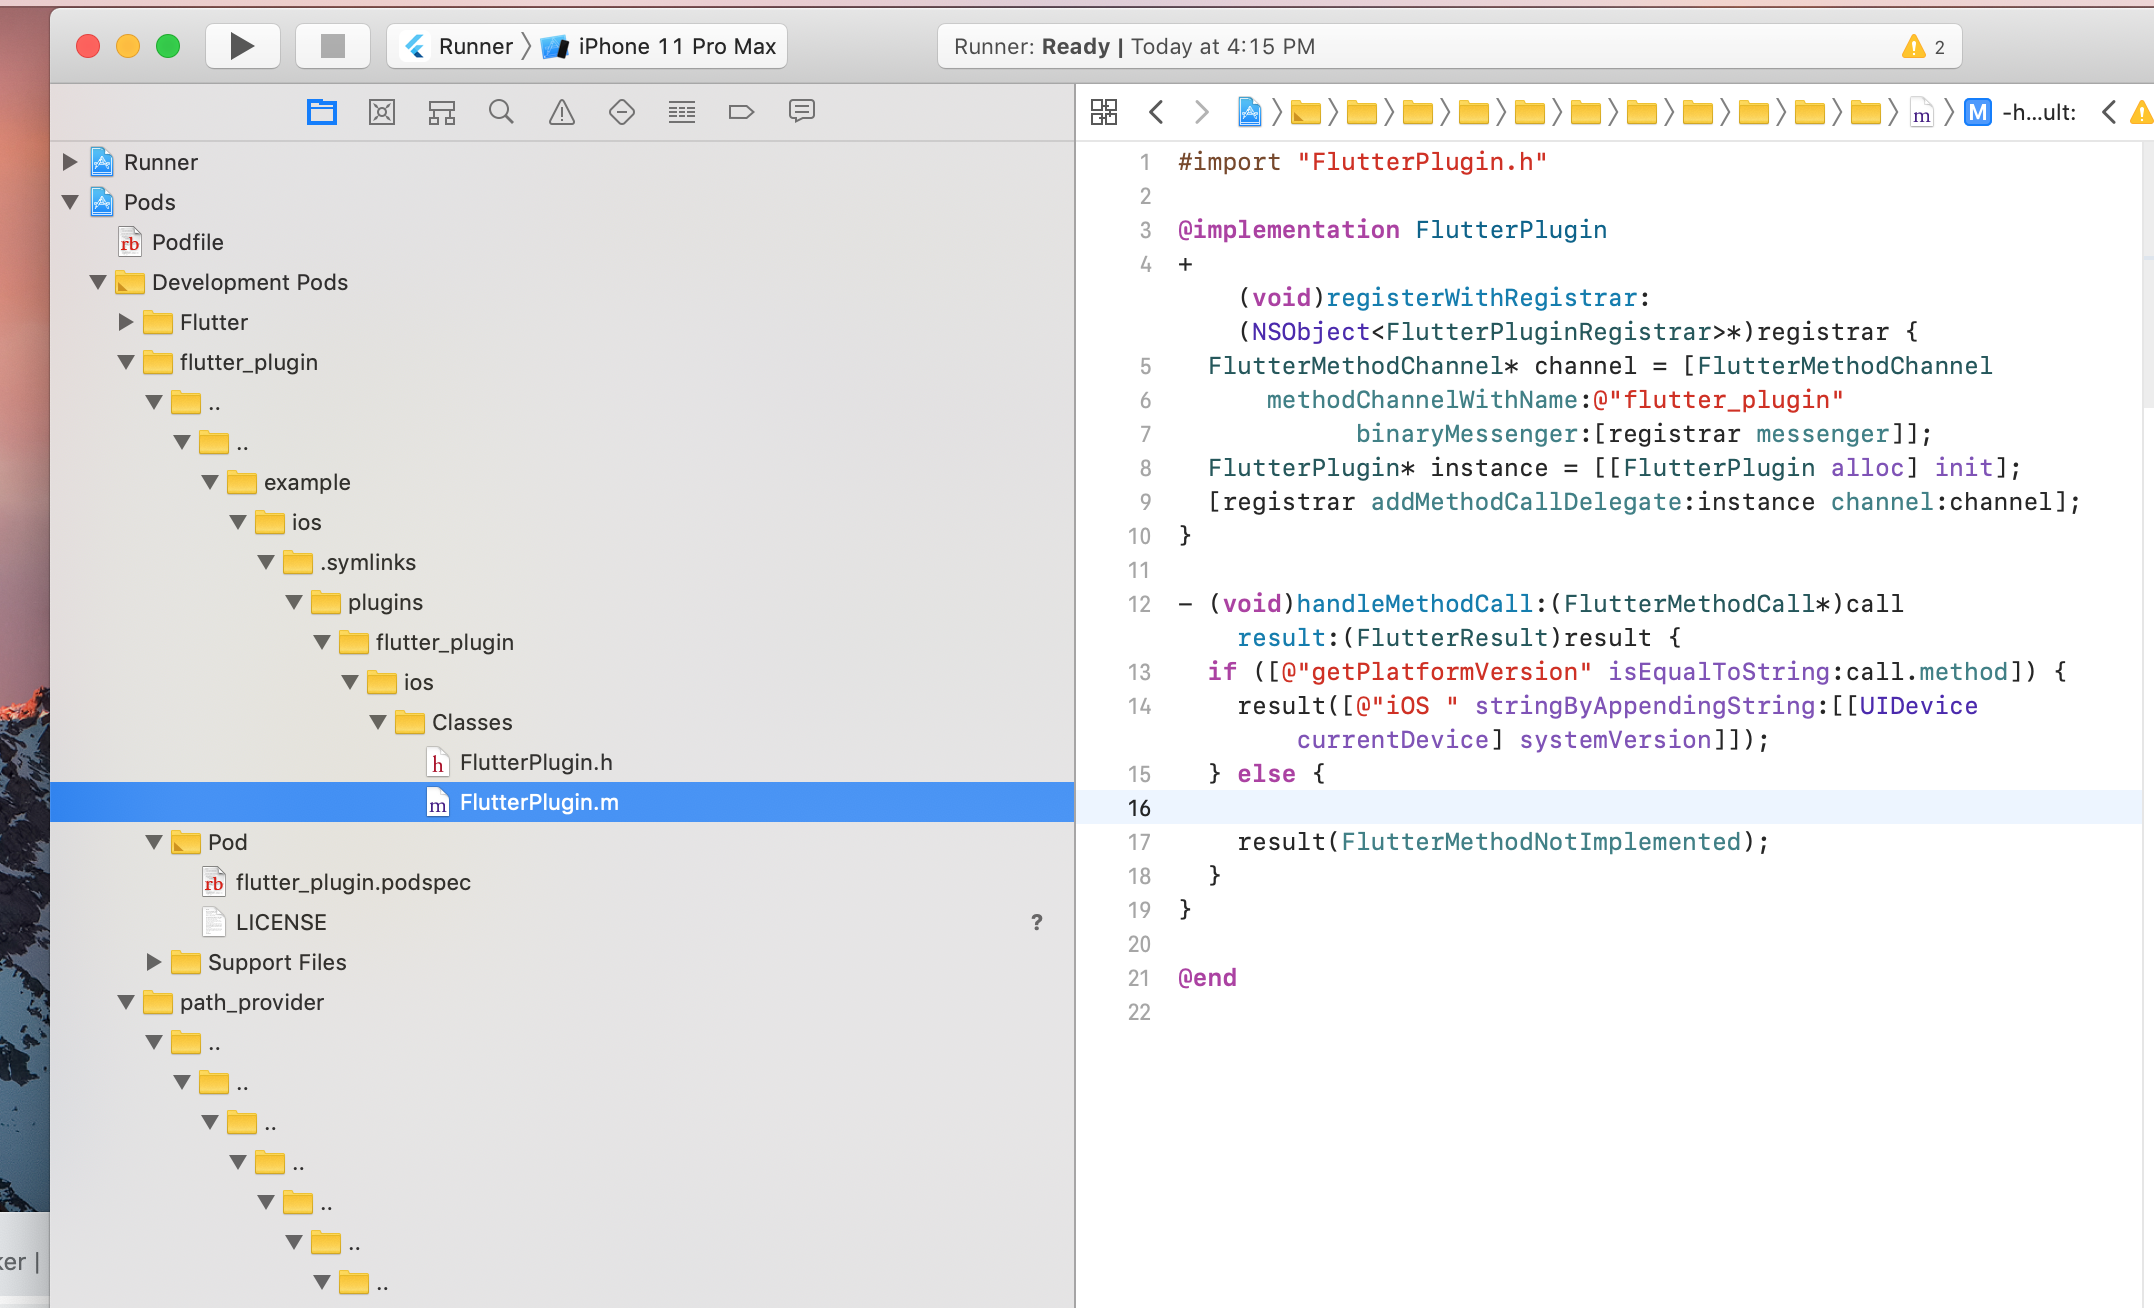 Runner iPhone 11 Pro Max
Runner: Ready | Today at 4:15 PM
2
-h...ult:
Runner
Pods
Podfile
Development Pods
Flutter
flutter_plugin
..
..
example
ios
.symlinks
plugins
flutter_plugin
ios
Classes
FlutterPlugin.h
FlutterPlugin.m
Pod
flutter_plugin.podspec
LICENSE ?
Support Files
path_provider
..
..
..
..
..
..
..
1 #import "FlutterPlugin.h"
2
3 @implementation FlutterPlugin
4 +
(void)registerWithRegistrar:
(NSObject<FlutterPluginRegistrar>*)registrar {
5 FlutterMethodChannel* channel = [FlutterMethodChannel
6 methodChannelWithName:@"flutter_plugin"
7 binaryMessenger:[registrar messenger]];
8 FlutterPlugin* instance = [[FlutterPlugin alloc] init];
9 [registrar addMethodCallDelegate:instance channel:channel];
10 }
11
12 - (void)handleMethodCall:(FlutterMethodCall*)call
result:(FlutterResult)result {
13 if ([@"getPlatformVersion" isEqualToString:call.method]) {
14 result([@"iOS " stringByAppendingString:[[UIDevice
currentDevice] systemVersion]]);
15 } else {
16
17 result(FlutterMethodNotImplemented);
18 }
19 }
20
21 @end
22